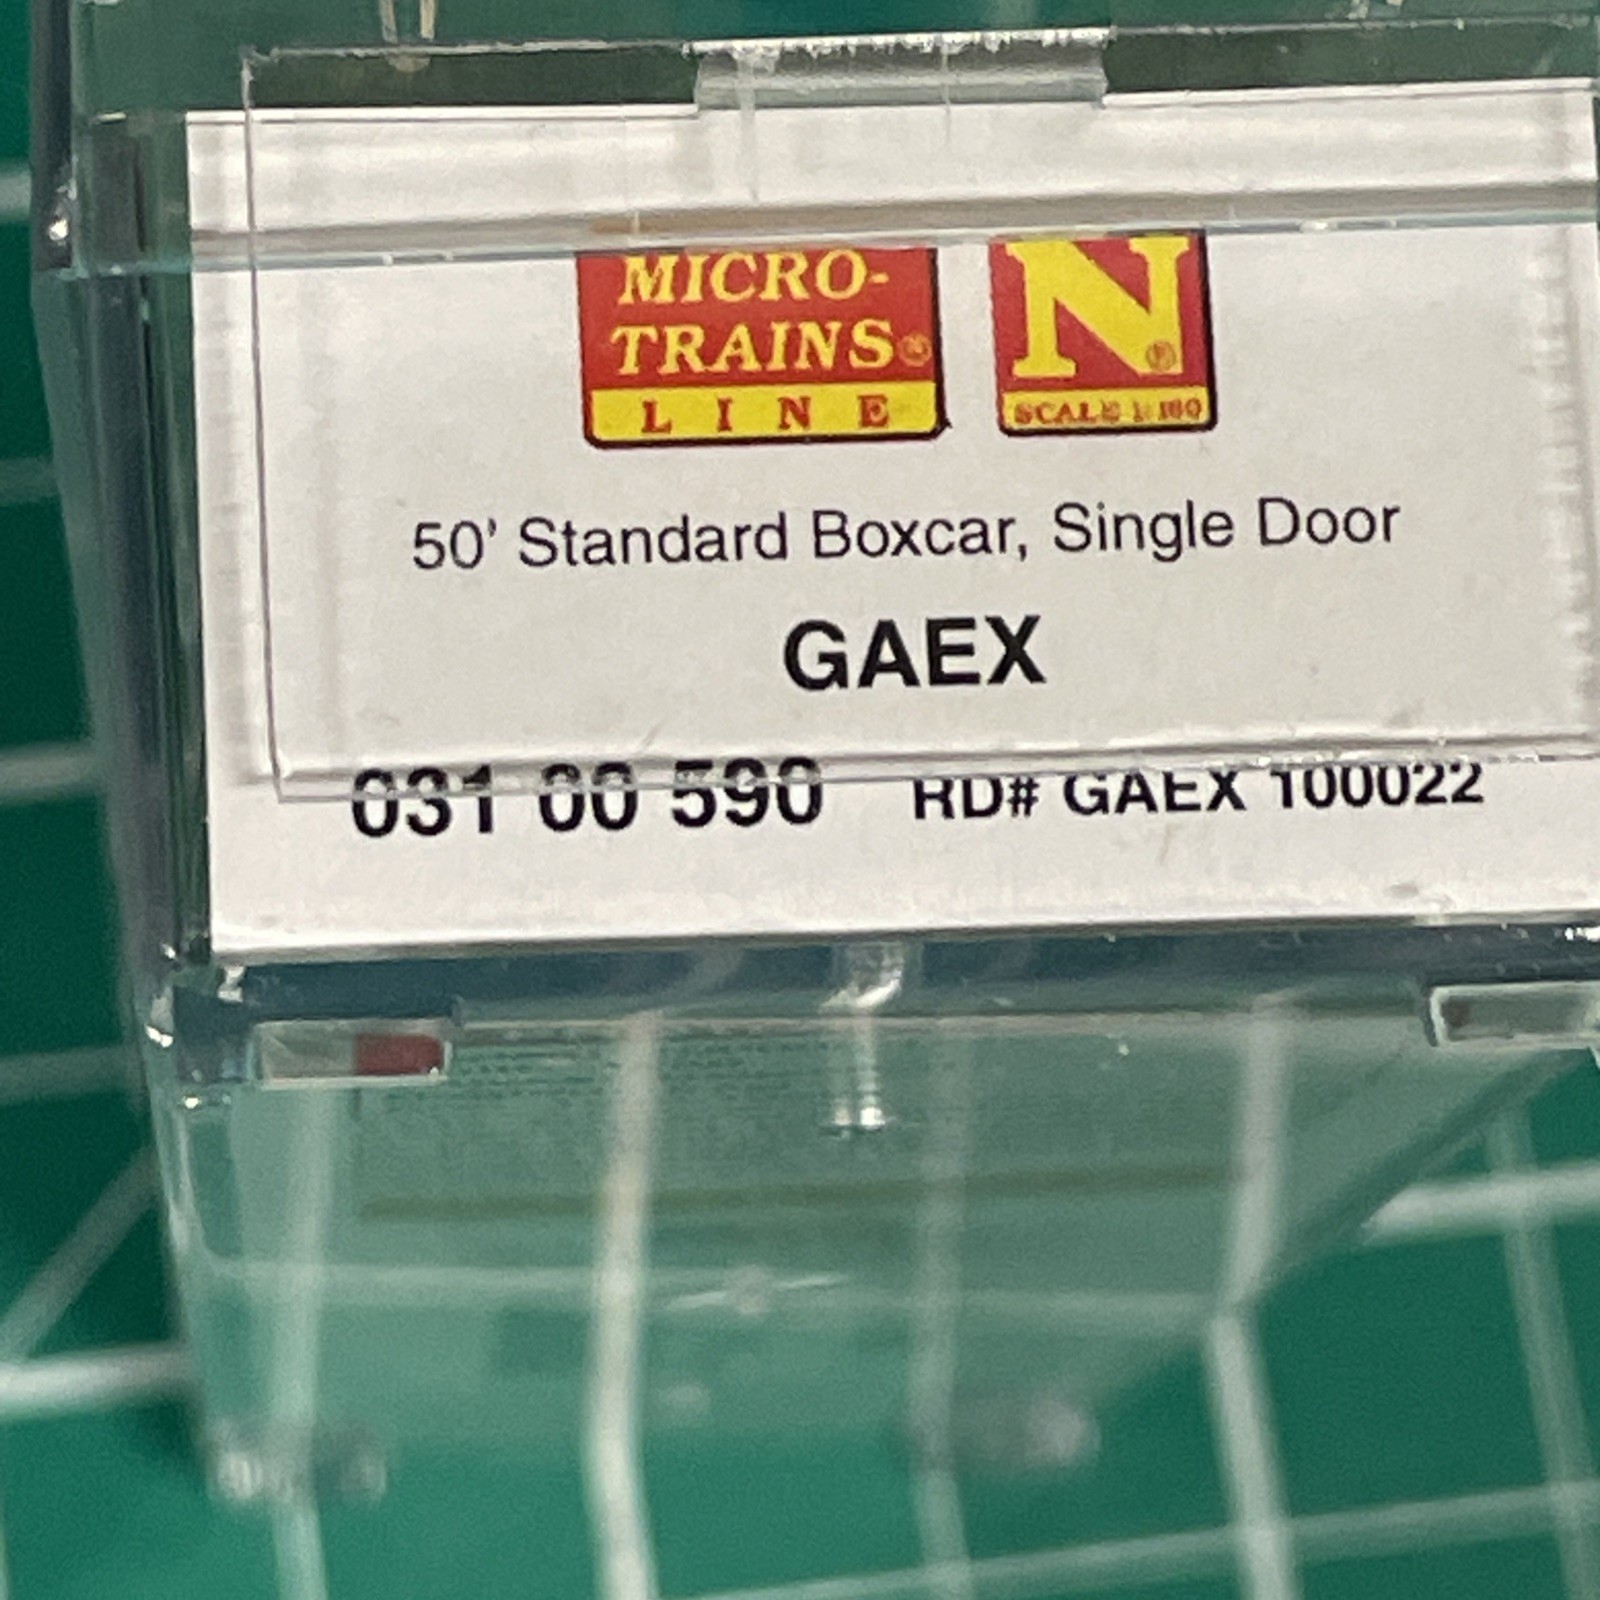 MICRO-
TRAINS®
LINE
N®
SCALE 1:160
50' Standard Boxcar, Single Door
GAEX
031 00 590 RD# GAEX 100022